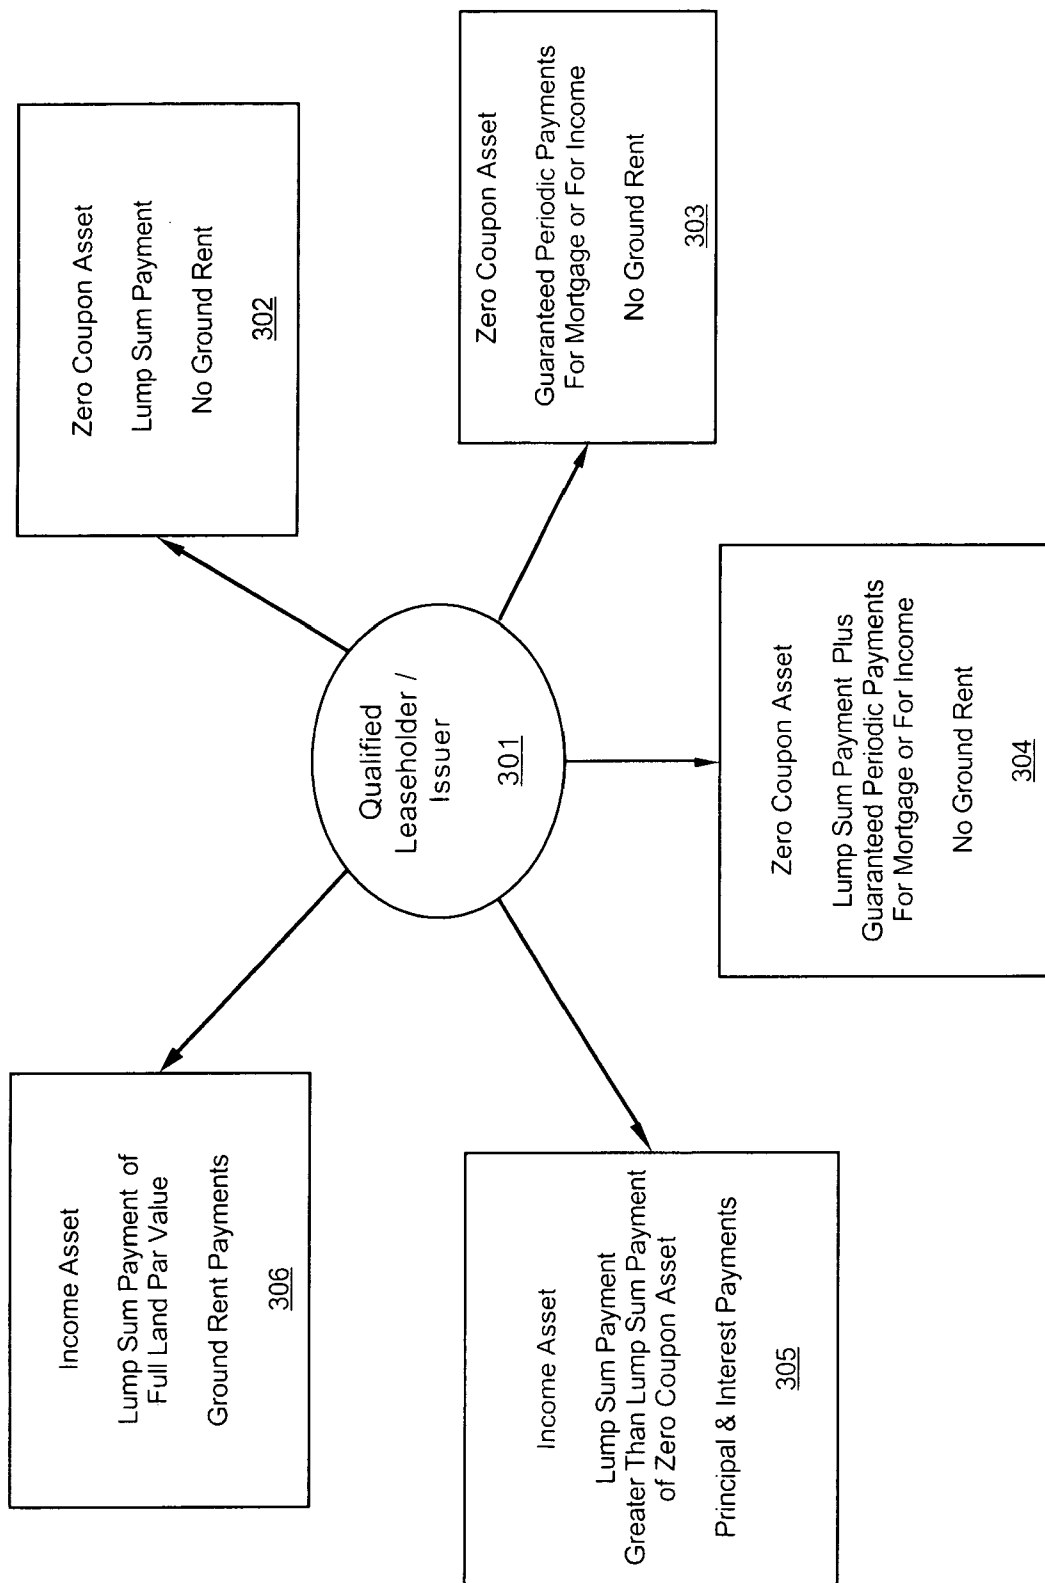 Qualified
Leaseholder /
Issuer
301
Zero Coupon Asset
Lump Sum Payment
No Ground Rent
302
Zero Coupon Asset
Guaranteed Periodic Payments
For Mortgage or For Income
No Ground Rent
303
Zero Coupon Asset
Lump Sum Payment Plus
Guaranteed Periodic Payments
For Mortgage or For Income
No Ground Rent
304
Income Asset
Lump Sum Payment
Greater Than Lump Sum Payment
of Zero Coupon Asset
Principal & Interest Payments
305
Income Asset
Lump Sum Payment of
Full Land Par Value
Ground Rent Payments
306